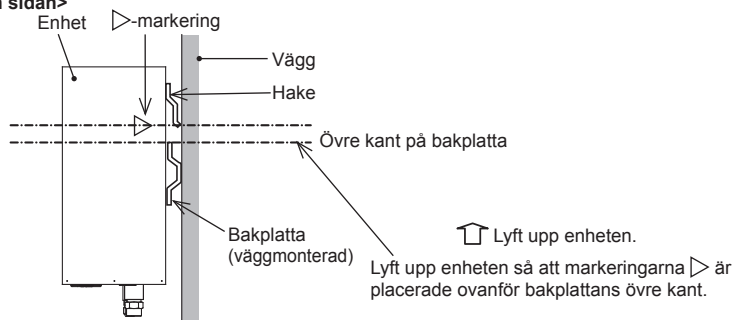 sidan>
Enhet
▷-markering
Vägg
Hake
Övre kant på bakplatta
Bakplatta
(väggmonterad)
⇧ Lyft upp enheten.
Lyft upp enheten så att markeringarna ▷ är
placerade ovanför bakplattans övre kant.